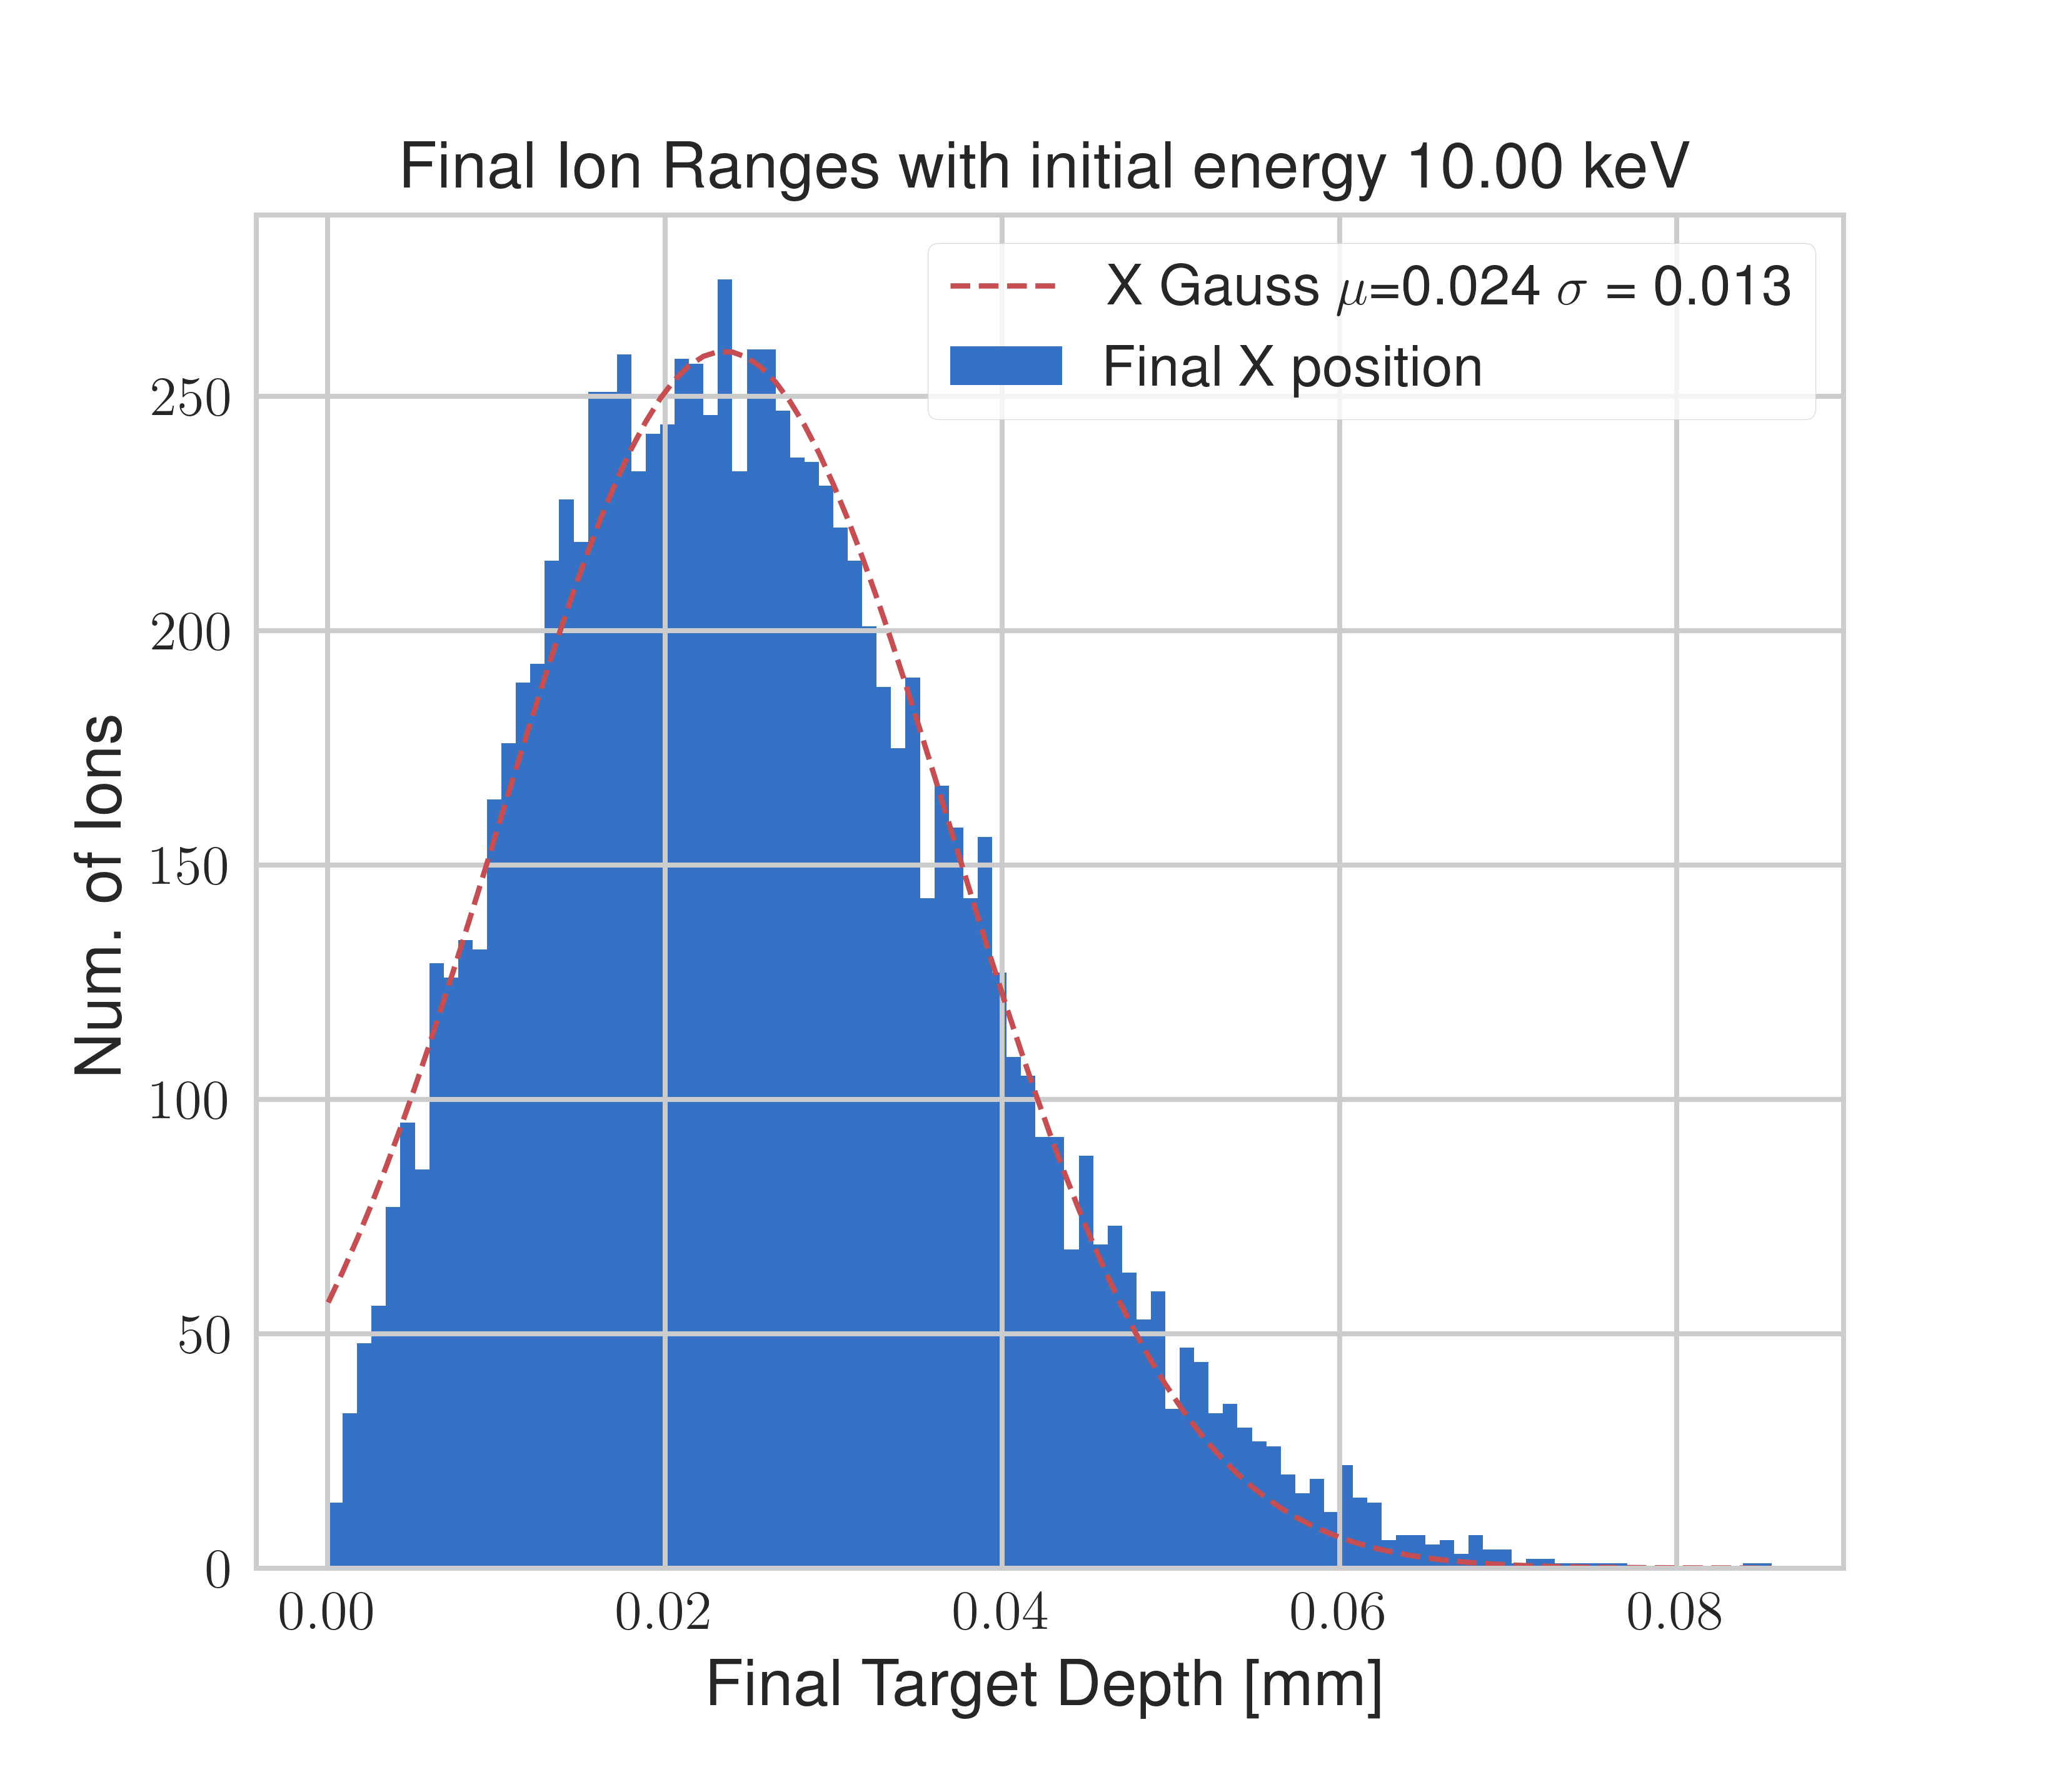 Final Ion Ranges with initial energy 10.00 keV
X Gauss μ=0.024 σ = 0.013
Final X position
Num. of Ions
250
200
150
100
50
0
0.00 0.02 0.04 0.06 0.08
Final Target Depth [mm]